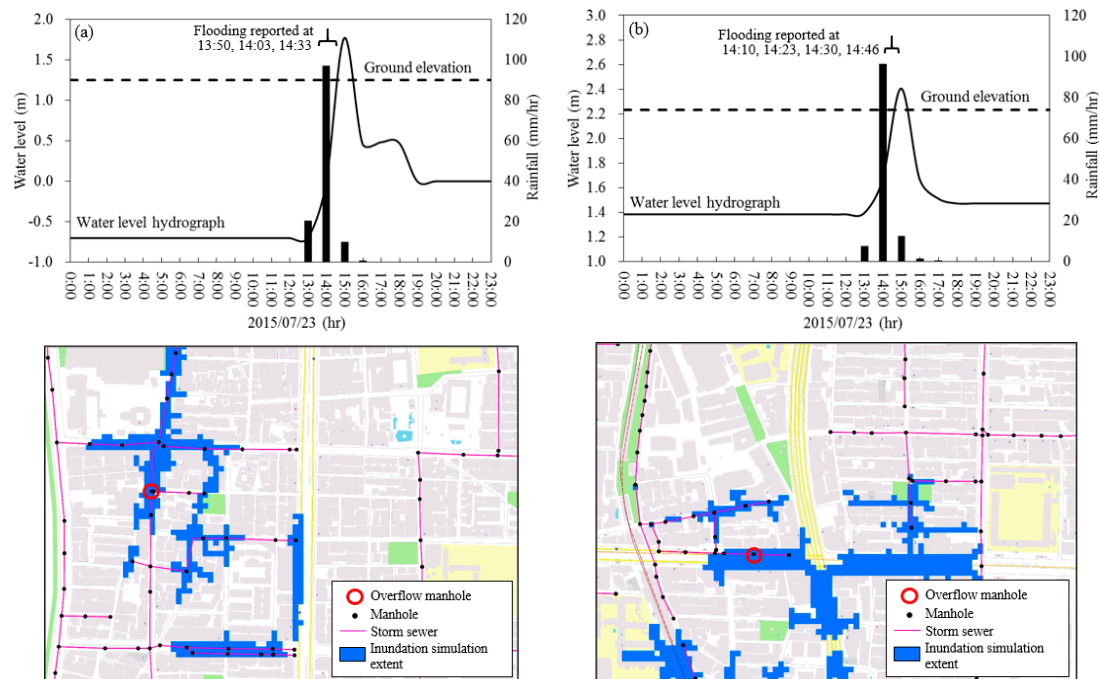 (a)
Flooding reported at
13:50, 14:03, 14:33
Ground elevation
Water level hydrograph
Water level (m)
2.0
1.5
1.0
0.5
0.0
-0.5
-1.0
Rainfall (mm/hr)
120
100
80
60
40
20
0
0:00 1:00 2:00 3:00 4:00 5:00 6:00 7:00 8:00 9:00 10:00 11:00 12:00 13:00 14:00 15:00 16:00 17:00 18:00 19:00 20:00 21:00 22:00 23:00
2015/07/23 (hr)
(b)
Flooding reported at
14:10, 14:23, 14:30, 14:46
Ground elevation
Water level hydrograph
Water level (m)
3.0
2.8
2.6
2.4
2.2
2.0
1.8
1.6
1.4
1.2
1.0
Rainfall (mm/hr)
120
100
80
60
40
20
0
0:00 1:00 2:00 3:00 4:00 5:00 6:00 7:00 8:00 9:00 10:00 11:00 12:00 13:00 14:00 15:00 16:00 17:00 18:00 19:00 20:00 21:00 22:00 23:00
2015/07/23 (hr)
Overflow manhole
Manhole
Storm sewer
Inundation simulation
extent
Overflow manhole
Manhole
Storm sewer
Inundation simulation
extent